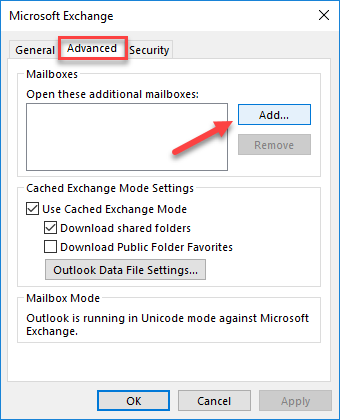 Microsoft Exchange
General Advanced Security
Mailboxes
Open these additional mailboxes:
Add...
Remove
Cached Exchange Mode Settings
Use Cached Exchange Mode
Download shared folders
Download Public Folder Favorites
Outlook Data File Settings...
Mailbox Mode
Outlook is running in Unicode mode against Microsoft
Exchange.
OK Cancel Apply